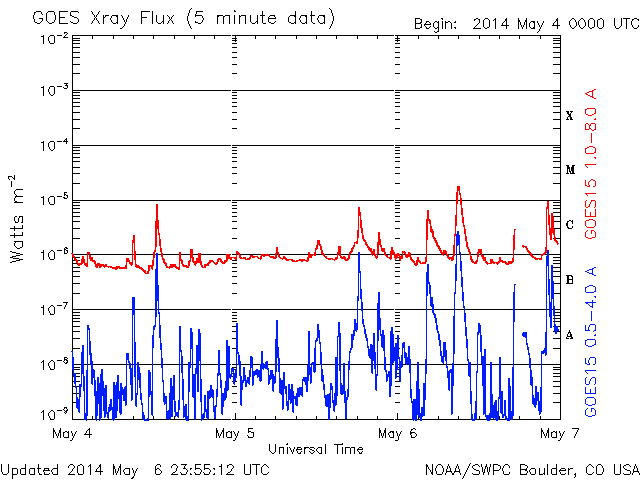 GOES Xray Flux (5 minute data)
Begin: 2014 May 4 0000 UTC
10-2
10-3
10-4
10-5
10-6
10-7
10-8
10-9
Watts m-2
X
M
C
B
A
GOES15 1.0-8.0 A
GOES15 0.5-4.0 A
May 4
May 5
May 6
May 7
Universal Time
Updated 2014 May 6 23:55:12 UTC
NOAA/SWPC Boulder, CO USA